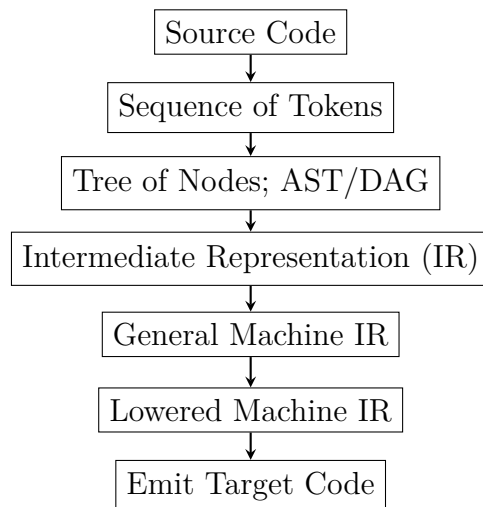 Source Code
Sequence of Tokens
Tree of Nodes; AST/DAG
Intermediate Representation (IR)
General Machine IR
Lowered Machine IR
Emit Target Code